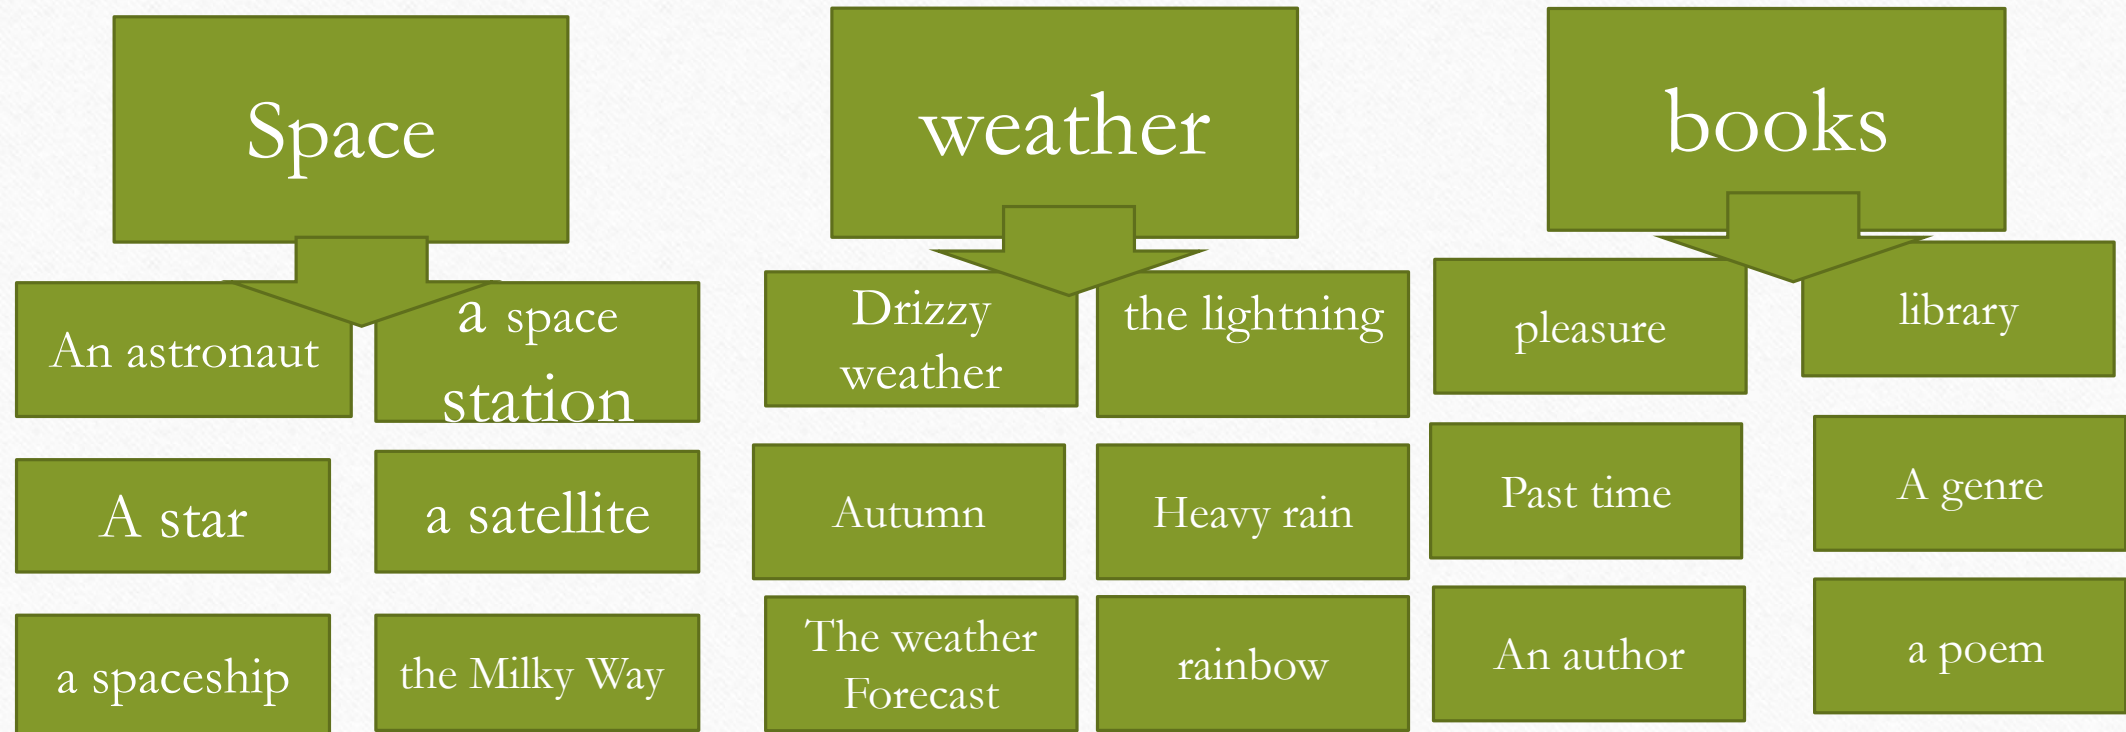 Space
An astronaut
a space
station
A star
a satellite
a spaceship
the Milky Way
weather
Drizzy
weather
the lightning
Autumn
Heavy rain
The weather
Forecast
rainbow
books
pleasure
library
Past time
A genre
An author
a poem